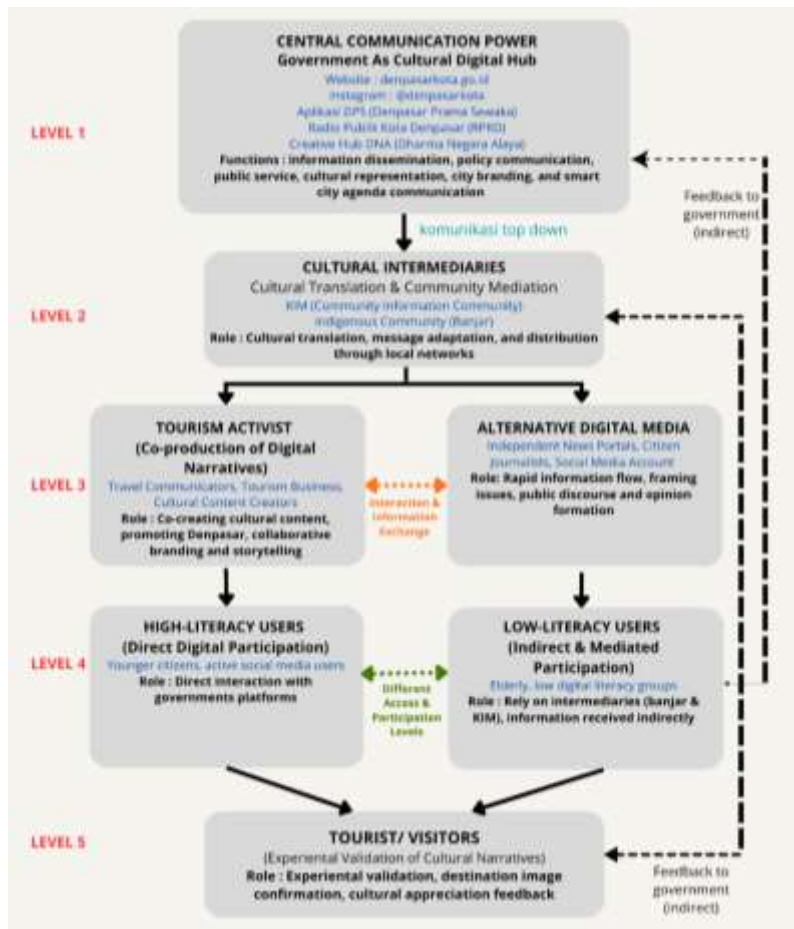 CENTRAL COMMUNICATION POWER
Government As Cultural Digital Hub
Website : denpasarkota.go.id
Instagram : @denpasarkota
Aplikasi DPS (Denpasar Prama Sewaka)
Radio Publik Kota Denpasar (RPKD)
Creative Hub DNA (Dharma Negara Alaya)
Functions : information dissemination, policy communication,
public service, cultural representation, city branding, and smart
city agenda communication
LEVEL 1
Feedback to
government
(indirect)
komunikasi top down
CULTURAL INTERMEDIARIES
Cultural Translation & Community Mediation
KIM (Community Information Community)
Indigenous Community (Banjar)
Role : Cultural translation, message adaptation, and distribution
through local networks
LEVEL 2
TOURISM ACTIVIST
(Co-production of Digital
Narratives)
Travel Communicators, Tourism Business,
Cultural Content Creators
Role : Co-creating cultural content,
promoting Denpasar, collaborative
branding and storytelling
LEVEL 3
Interaction &
Information
Exchange
ALTERNATIVE DIGITAL MEDIA
Independent News Portals, Citizen
Journalists, Social Media Account
Role: Rapid information flow, framing
issues, public discourse and opinion
formation
HIGH-LITERACY USERS
(Direct Digital Participation)
Younger citizens, active social media users
Role : Direct interaction with
governments platforms
LEVEL 4
Different
Access &
Participation
Levels
LOW-LITERACY USERS
(Indirect & Mediated
Participation)
Elderly, low digital literacy groups
Role : Rely on intermediaries (banjar &
KIM), information received indirectly
LEVEL 5
TOURIST/ VISITORS
(Experiental Validation of Cultural Narratives)
Role : Experiental validation, destination image
confirmation, cultural appreciation feedback
Feedback to
government
(indirect)